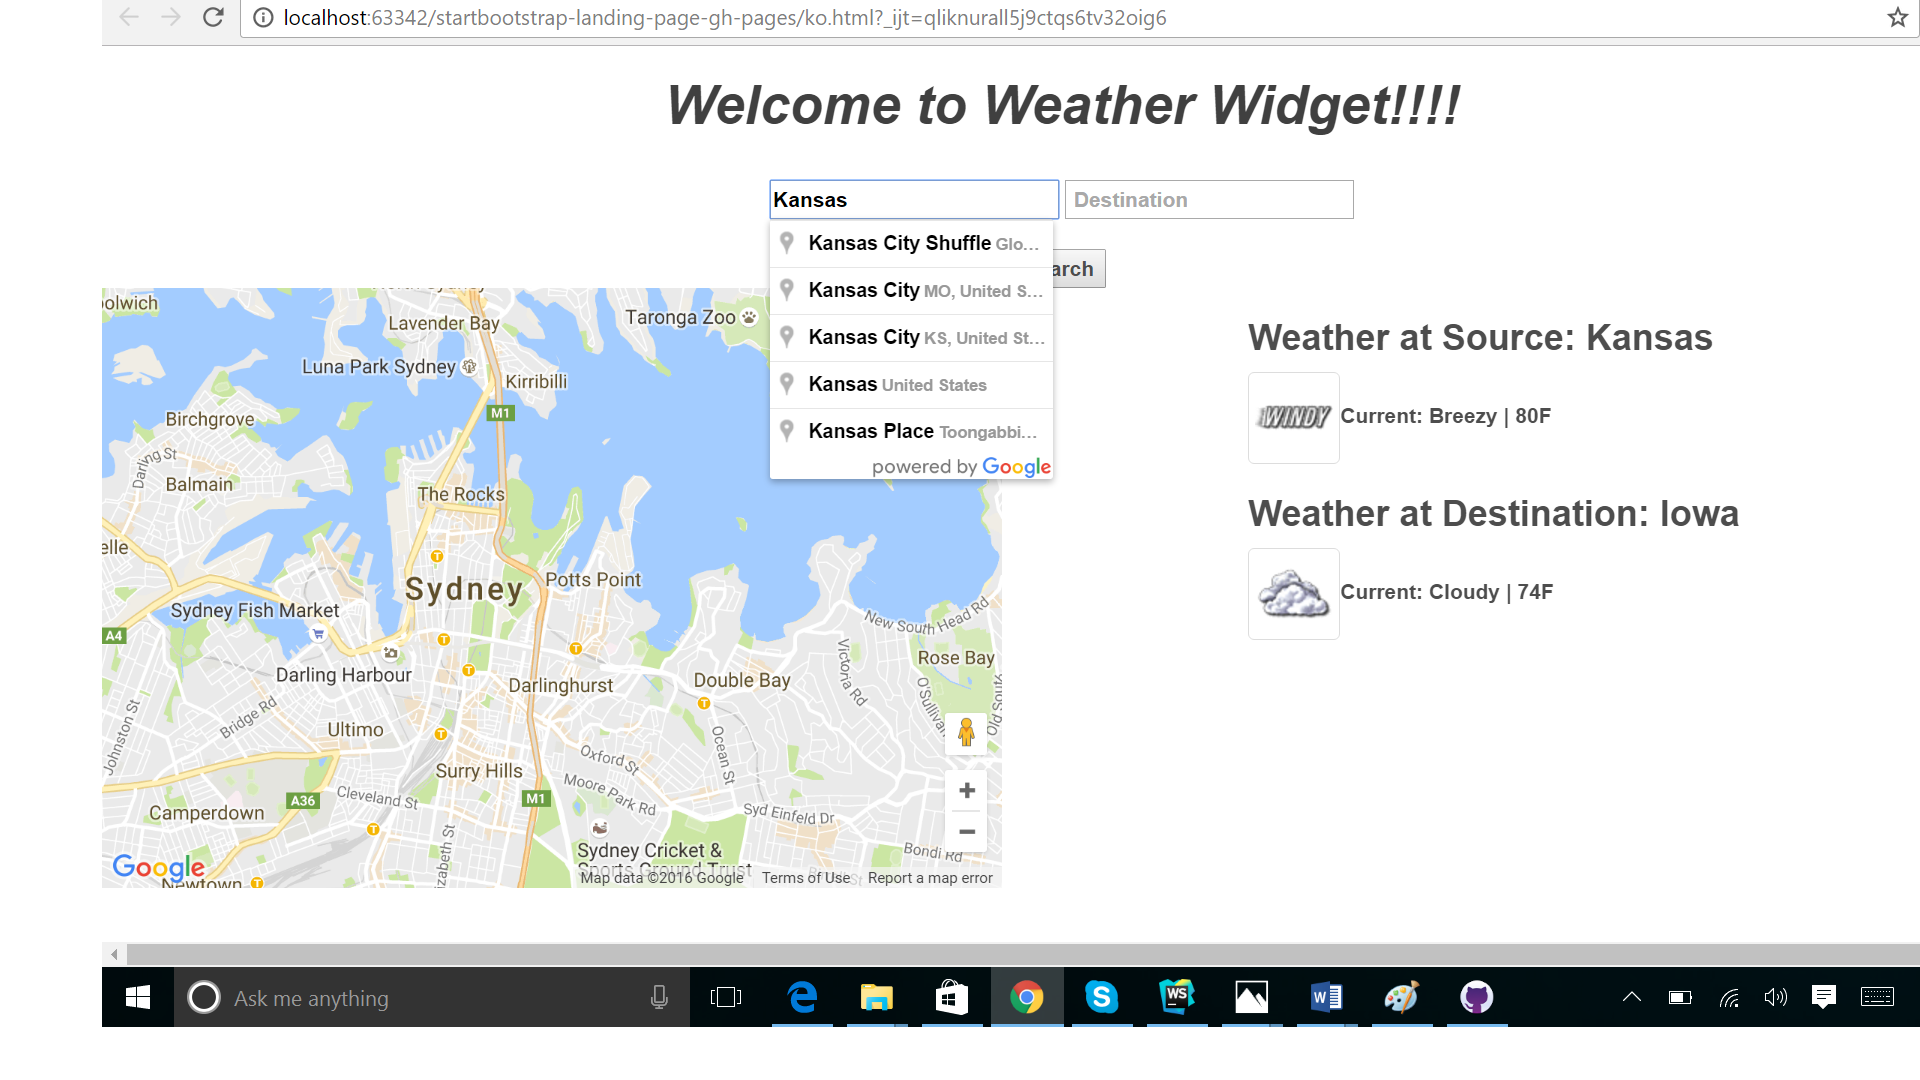 localhost:63342/startbootstrap-landing-page-gh-pages/ko.html?_ijt=qliknurall5j9ctqs6tv32oig6
Welcome to Weather Widget!!!!
Kansas
Destination
Kansas City Shuffle Glo...
Kansas City MO, United S...
Kansas City KS, United St...
Kansas United States
Kansas Place Toongabbi...
powered by Google
arch
Weather at Source: Kansas
WINDY
Current: Breezy | 80F
Weather at Destination: Iowa
Current: Cloudy | 74F
olwich
Lavender Bay
Taronga Zoo
Luna Park Sydney
Kirribilli
M1
Birchgrove
Darling St
Balmain
The Rocks
elle
Sydney
Potts Point
Sydney Fish Market
New South Head Rd
A4
Victoria Rd
Rose Bay
Darling Harbour
Darlinghurst
Double Bay
O'Sullivan
Old South
Johnston St
Bridge Rd
Ultimo
Ocean St
Oxford St
Surry Hills
Moore Park Rd
M1
A36
Cleveland St
Camperdown
Syd Einfeld Dr
zabeth St
Sydney Cricket &
Sports Ground Trust
Bondi Rd
Google
Newtown
Map data ©2016 Google
Terms of Use
Report a map error
Ask me anything
WS
W